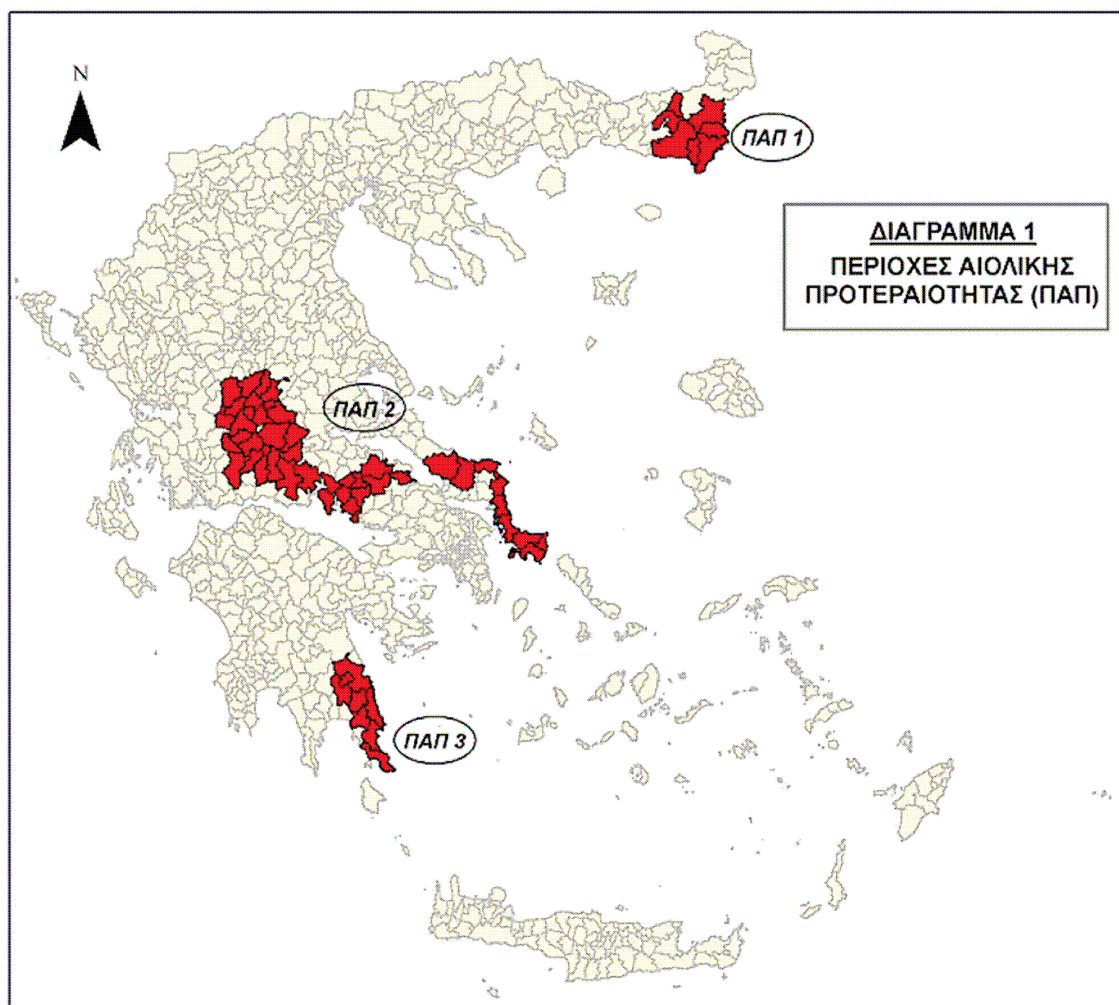 N
ΠΑΠ 1
ΔΙΑΓΡΑΜΜΑ 1
ΠΕΡΙΟΧΕΣ ΑΙΟΛΙΚΗΣ
ΠΡΟΤΕΡΑΙΟΤΗΤΑΣ (ΠΑΠ)
ΠΑΠ 2
ΠΑΠ 3